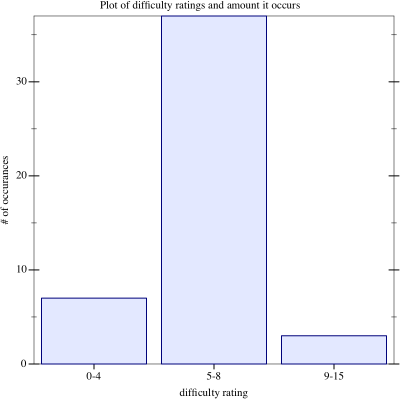 Plot of difficulty ratings and amount it occurs
# of occurances
30
20
10
0
0-4
5-8
9-15
difficulty rating